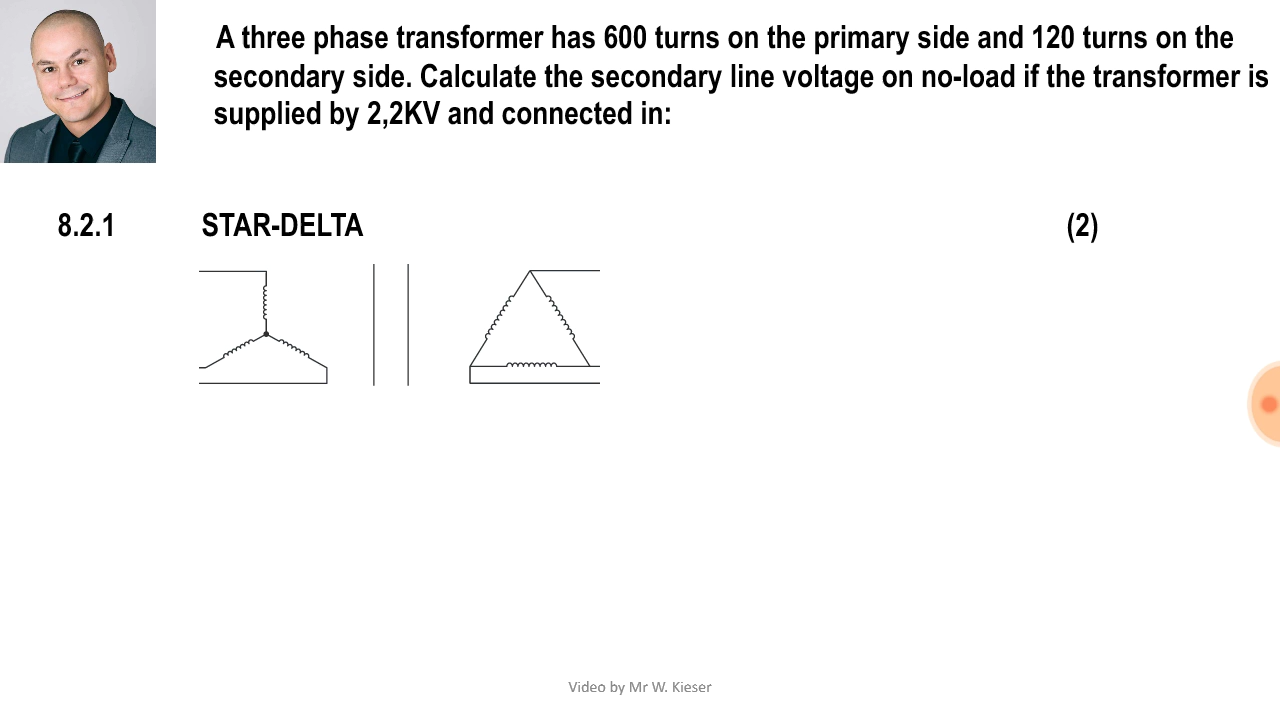 A three phase transformer has 600 turns on the primary side and 120 turns on the
secondary side. Calculate the secondary line voltage on no-load if the transformer is
supplied by 2,2KV and connected in:
8.2.1 STAR-DELTA (2)
Video by Mr W. Kieser